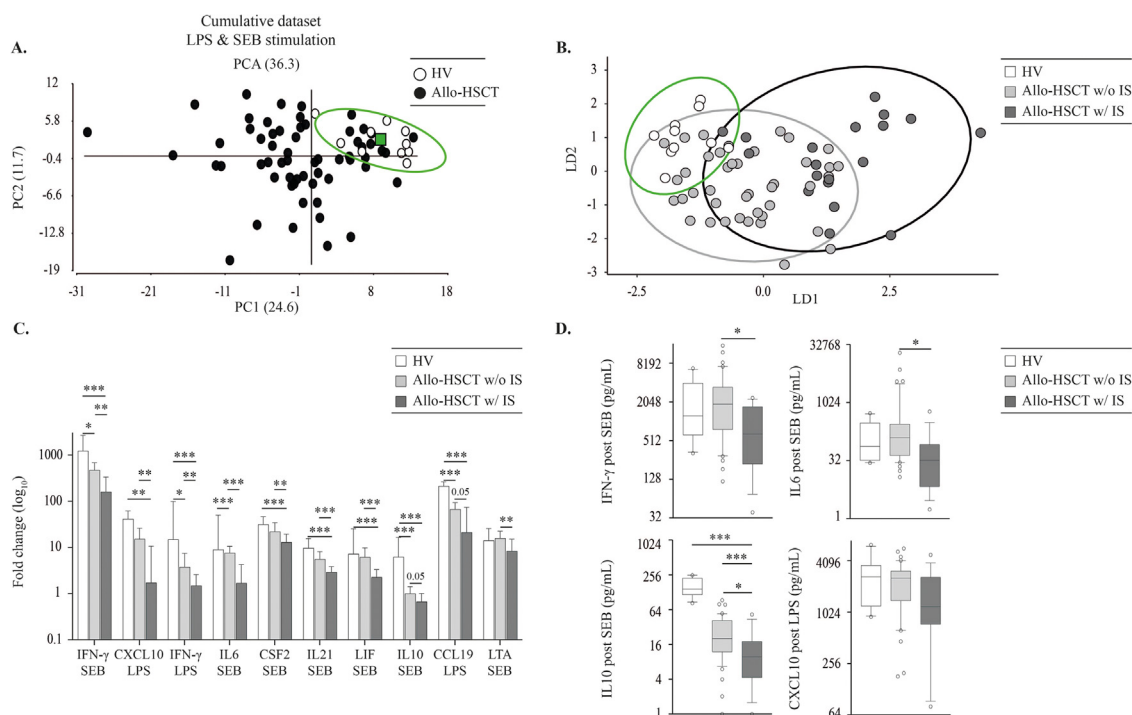 A.
Cumulative dataset
LPS & SEB stimulation
PCA (36.3)
HV
Allo-HSCT
12
5.8
-0.4
-6.6
-12.8
-19
PC2 (11.7)
-31
-21
-11
-1
8
18
PC1 (24.6)
B.
HV
Allo-HSCT w/o IS
Allo-HSCT w/ IS
3
2
1
0
-1
-2
-3
LD2
-2.5
0.0
2.5
LD1
C.
HV
Allo-HSCT w/o IS
Allo-HSCT w/ IS
Fold change (log10)
1000
100
10
1
0.1
***
**
*
**
**
***
**
*
***
***
**
***
***
***
***
***
***
0.05
***
***
***
0.05
**
IFN-γ
SEB
CXCL10
LPS
IFN-γ
LPS
IL6
SEB
CSF2
SEB
IL21
SEB
LIF
SEB
IL10
SEB
CCL19
LPS
LTA
SEB
D.
IFN-γ post SEB (pg/mL)
8192
2048
512
128
32
*
IL6 post SEB (pg/mL)
32768
1024
32
1
*
HV
Allo-HSCT w/o IS
Allo-HSCT w/ IS
IL10 post SEB (pg/mL)
1024
256
64
16
4
1
***
***
*
CXCL10 post LPS (pg/mL)
4096
1024
256
64